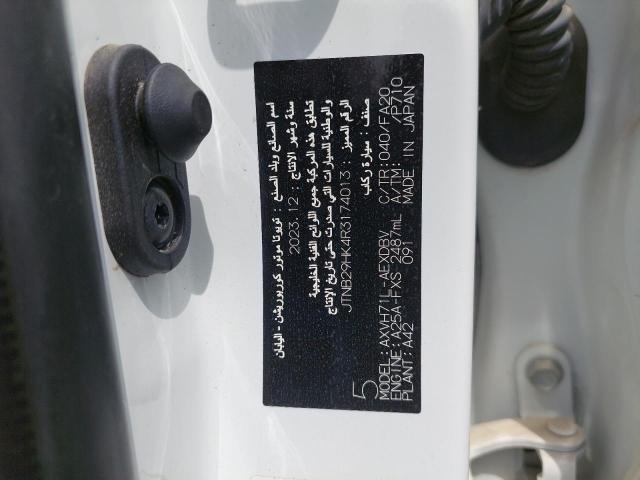 اسم الصانع وبلد الصنع : تويوتا موتور كوربوريشن - اليابان
سنة وشهر الانتاج : 2023.12
تطابق هذه المركبة جميع اللوائح الفنية الخليجية
والوطنية للسيارات التي صدرت حتى تاريخ الإنتاج
الرقم المميز : JTNB29HK4R3174013
صنف : سيارة ركاب
5
MODEL: AXVH71L-AEXDBV C/TR: 040/FA20
ENGINE: A25A-FXS 2487mL A/TM: /P710
PLANT: A42 091 MADE IN JAPAN